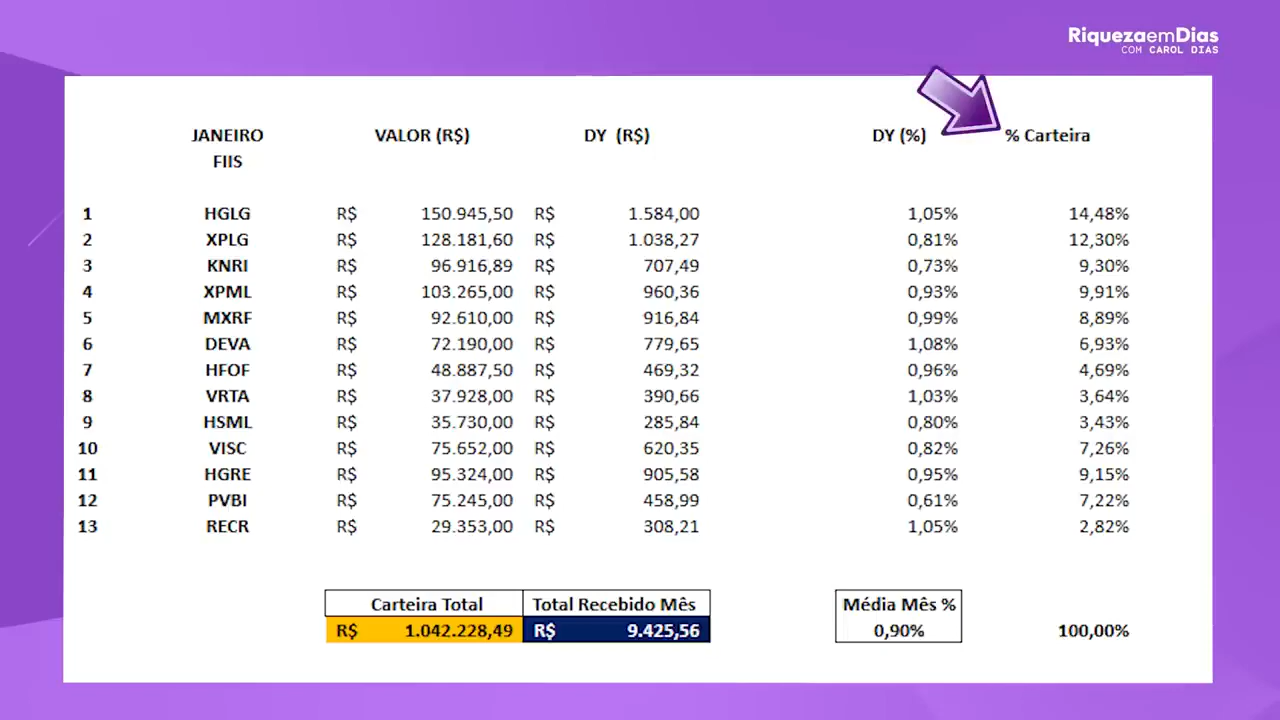 RiquezaemDias
COM CAROL DIAS
JANEIRO VALOR (R$) DY (R$) DY (%) % Carteira
FIIS
1 HGLG R$ 150.945,50 R$ 1.584,00 1,05% 14,48%
2 XPLG R$ 128.181,60 R$ 1.038,27 0,81% 12,30%
3 KNRI R$ 96.916,89 R$ 707,49 0,73% 9,30%
4 XPML R$ 103.265,00 R$ 960,36 0,93% 9,91%
5 MXRF R$ 92.610,00 R$ 916,84 0,99% 8,89%
6 DEVA R$ 72.190,00 R$ 779,65 1,08% 6,93%
7 HFOF R$ 48.887,50 R$ 469,32 0,96% 4,69%
8 VRTA R$ 37.928,00 R$ 390,66 1,03% 3,64%
9 HSML R$ 35.730,00 R$ 285,84 0,80% 3,43%
10 VISC R$ 75.652,00 R$ 620,35 0,82% 7,26%
11 HGRE R$ 95.324,00 R$ 905,58 0,95% 9,15%
12 PVBI R$ 75.245,00 R$ 458,99 0,61% 7,22%
13 RECR R$ 29.353,00 R$ 308,21 1,05% 2,82%
Carteira Total Total Recebido Mês Média Mês %
R$ 1.042.228,49 R$ 9.425,56 0,90% 100,00%